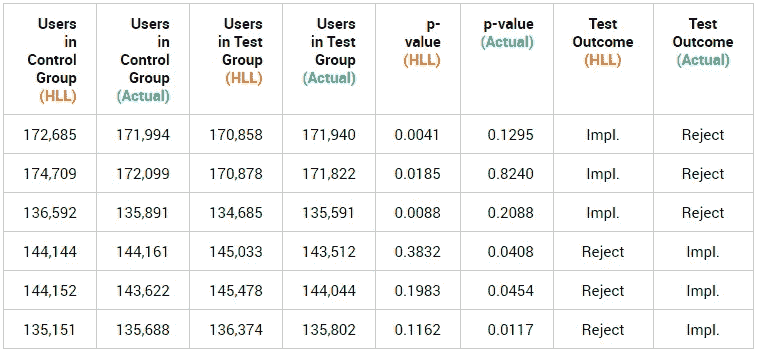 Users in Control Group (HLL) | Users in Control Group (Actual) | Users in Test Group (HLL) | Users in Test Group (Actual) | p-value (HLL) | p-value (Actual) | Test Outcome (HLL) | Test Outcome (Actual)
172,685 | 171,994 | 170,858 | 171,940 | 0.0041 | 0.1295 | Impl. | Reject
174,709 | 172,099 | 170,878 | 171,822 | 0.0185 | 0.8240 | Impl. | Reject
136,592 | 135,891 | 134,685 | 135,591 | 0.0088 | 0.2088 | Impl. | Reject
144,144 | 144,161 | 145,033 | 143,512 | 0.3832 | 0.0408 | Reject | Impl.
144,152 | 143,622 | 145,478 | 144,044 | 0.1983 | 0.0454 | Reject | Impl.
135,151 | 135,688 | 136,374 | 135,802 | 0.1162 | 0.0117 | Reject | Impl.